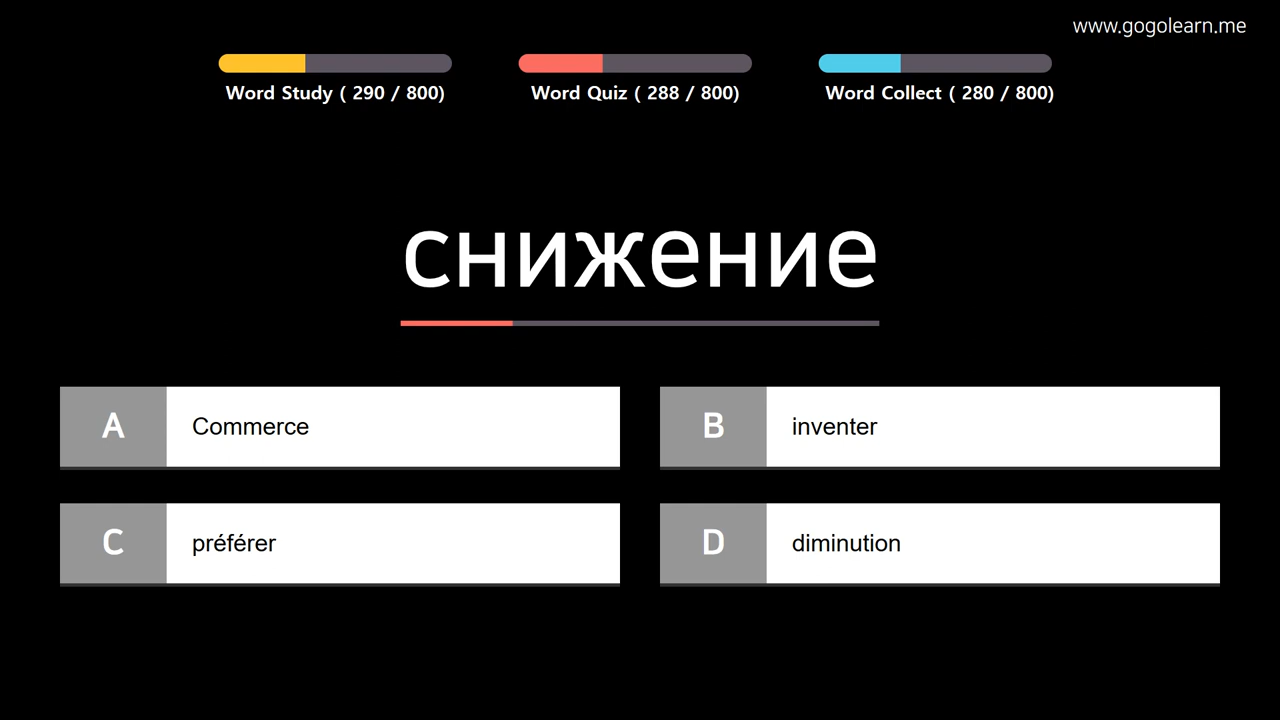 www.gogolearn.me
Word Study ( 290 / 800)
Word Quiz ( 288 / 800)
Word Collect ( 280 / 800)
снижение
A Commerce
B inventer
C préférer
D diminution